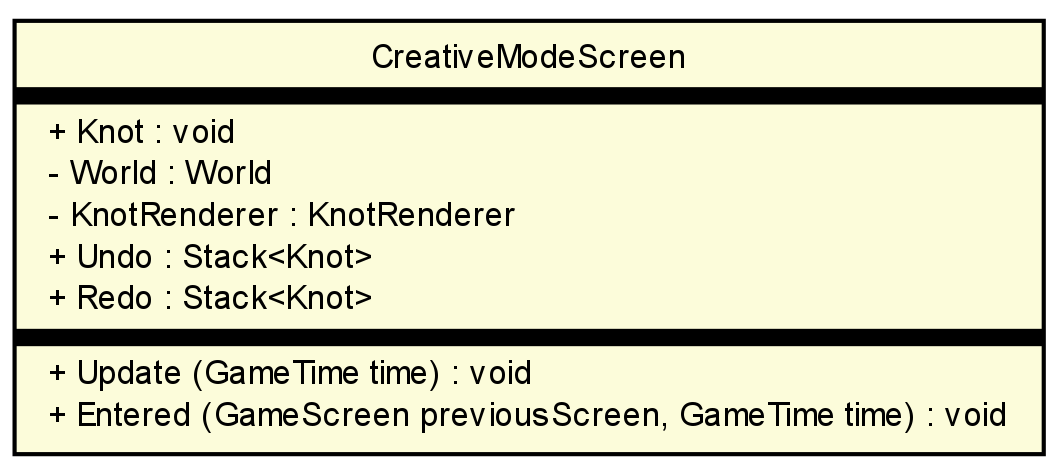 CreativeModeScreen
+ Knot : void
- World : World
- KnotRenderer : KnotRenderer
+ Undo : Stack<Knot>
+ Redo : Stack<Knot>
+ Update (GameTime time) : void
+ Entered (GameScreen previousScreen, GameTime time) : void